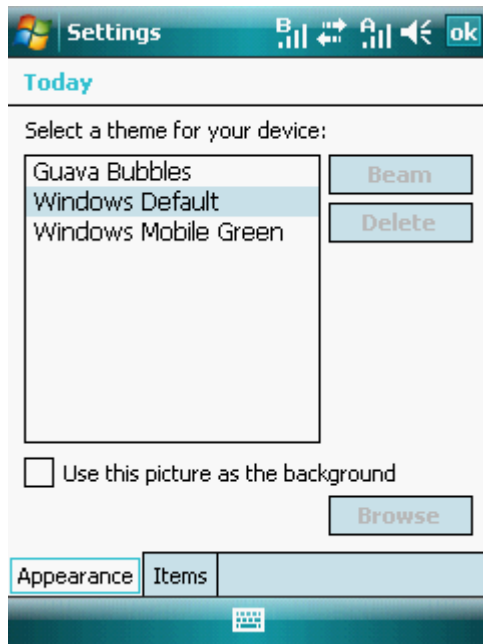 Settings B A ok
Today
Select a theme for your device:
Guava Bubbles Beam
Windows Default
Delete
Windows Mobile Green
Use this picture as the background
Browse
Appearance Items